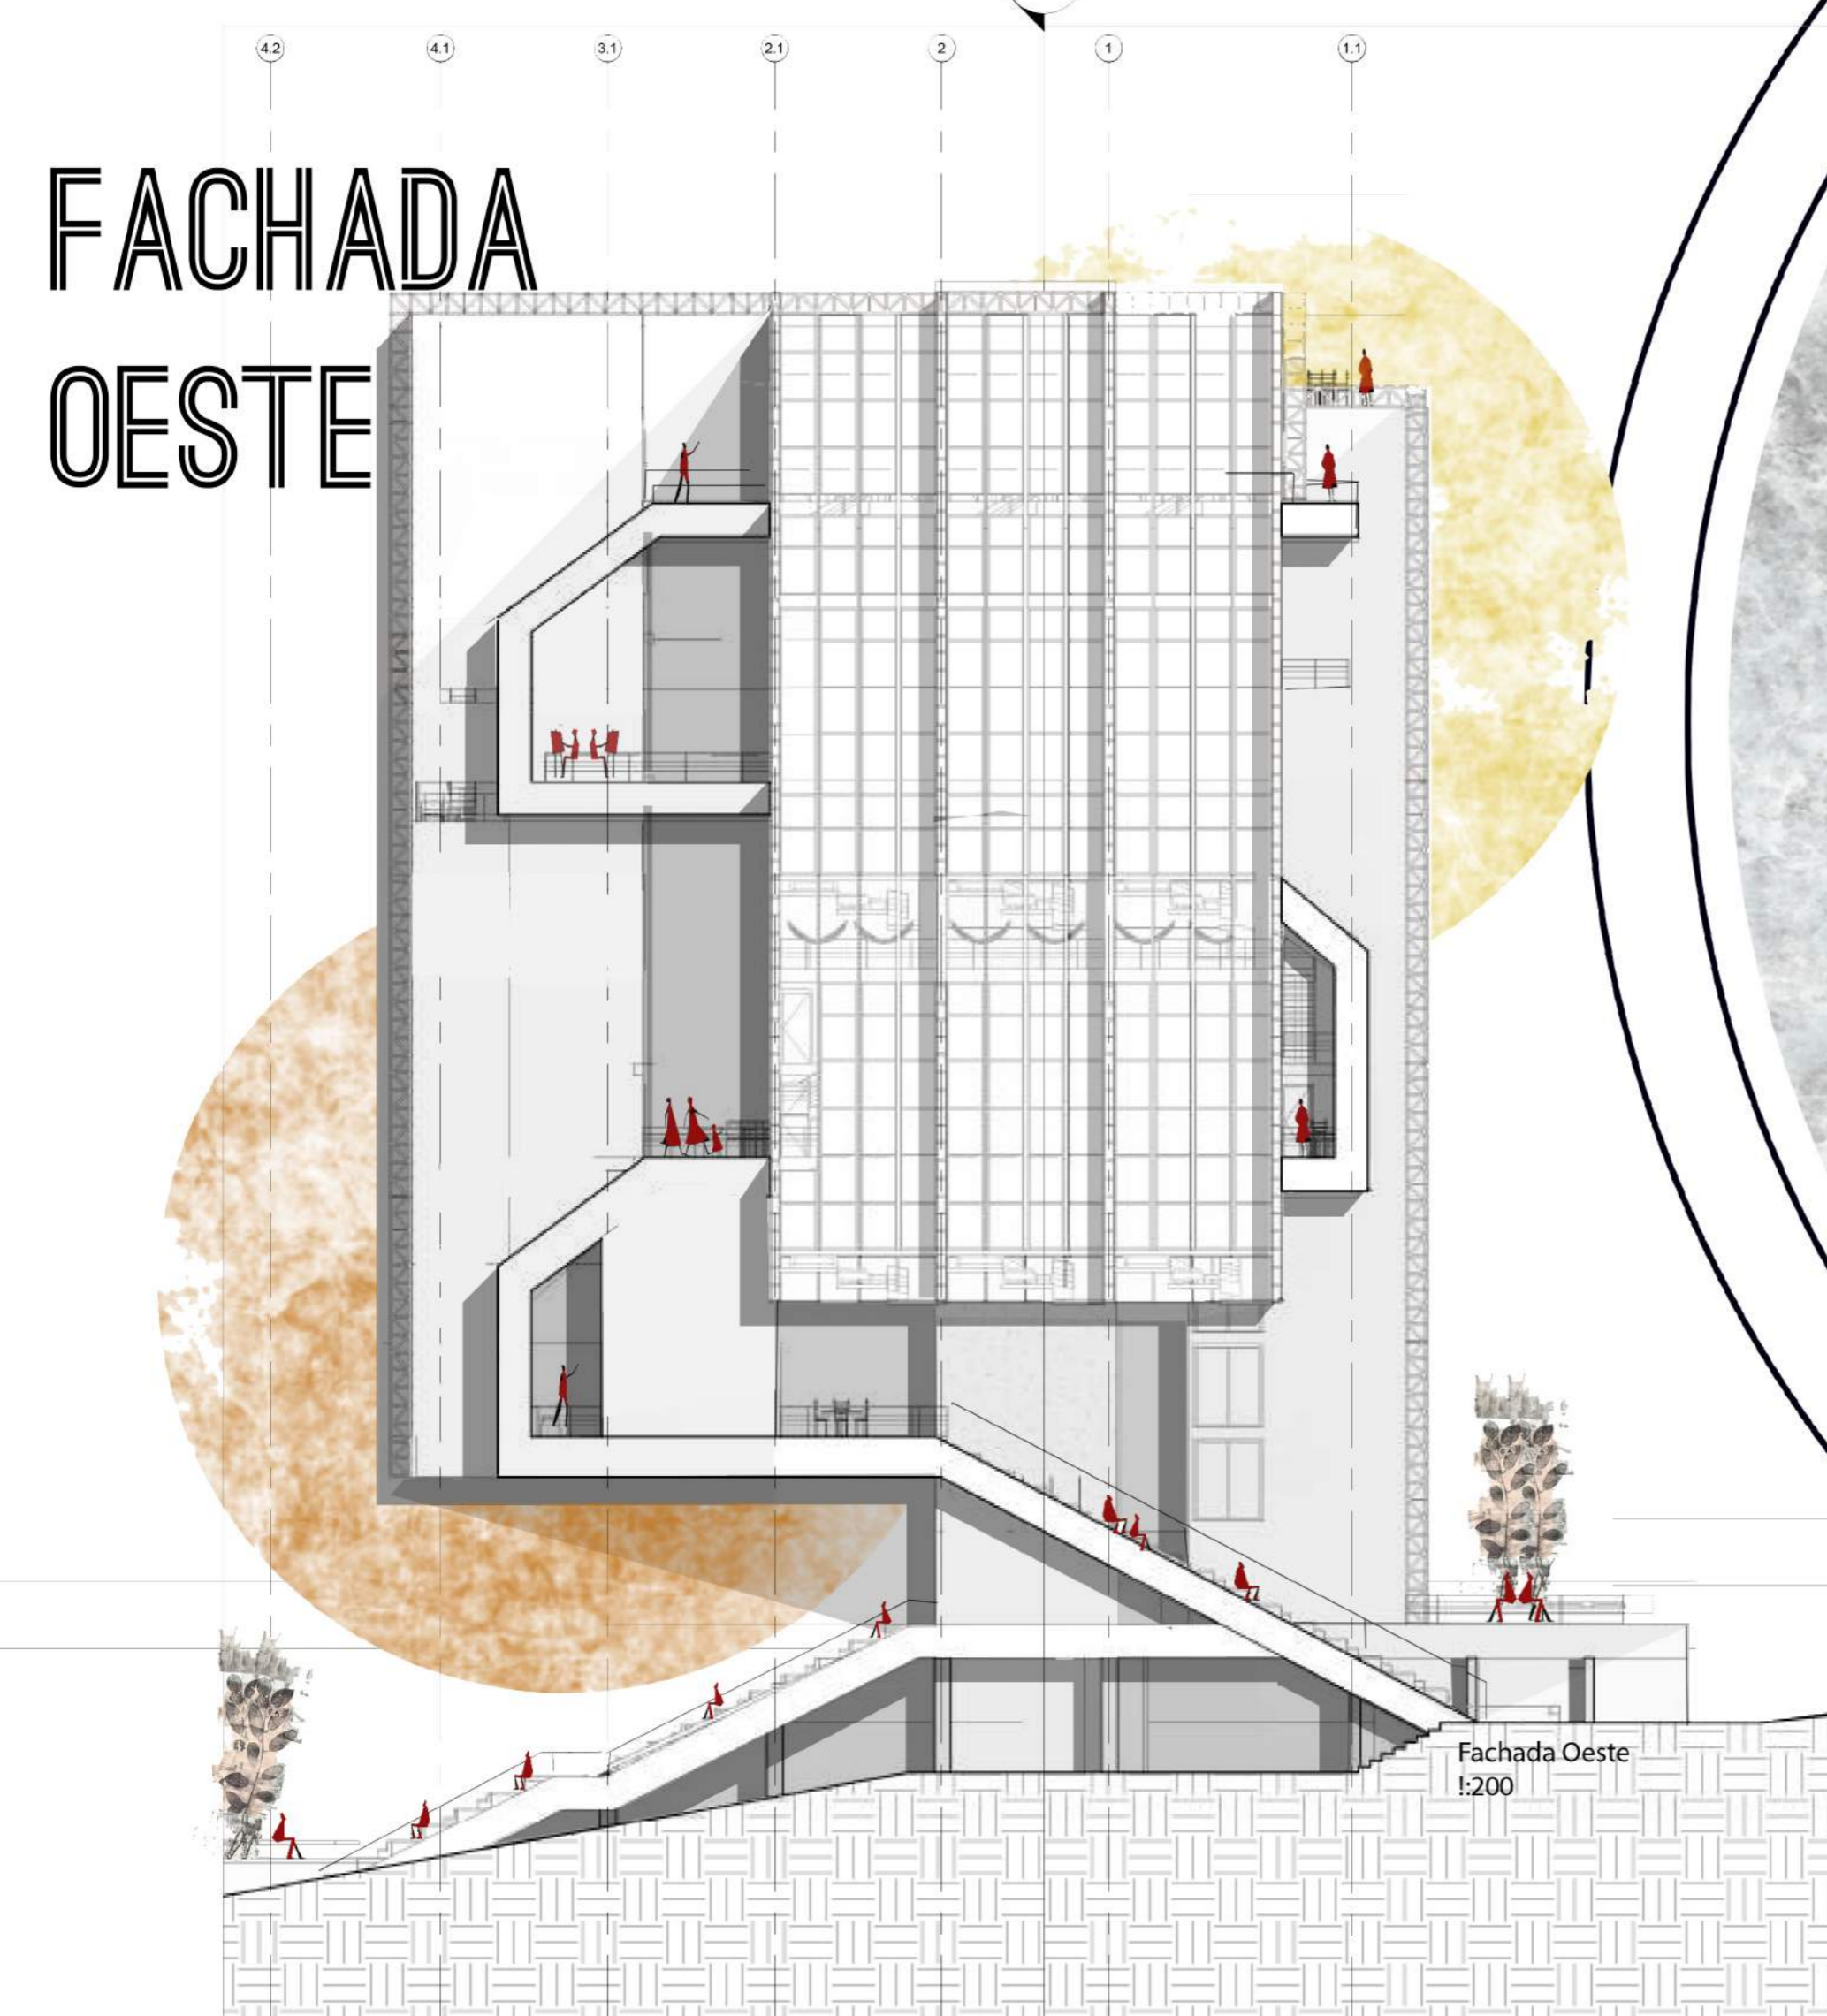 4.2 4.1 3.1 2.1 2 1 1.1
FACHADA
OESTE
Fachada Oeste
!:200